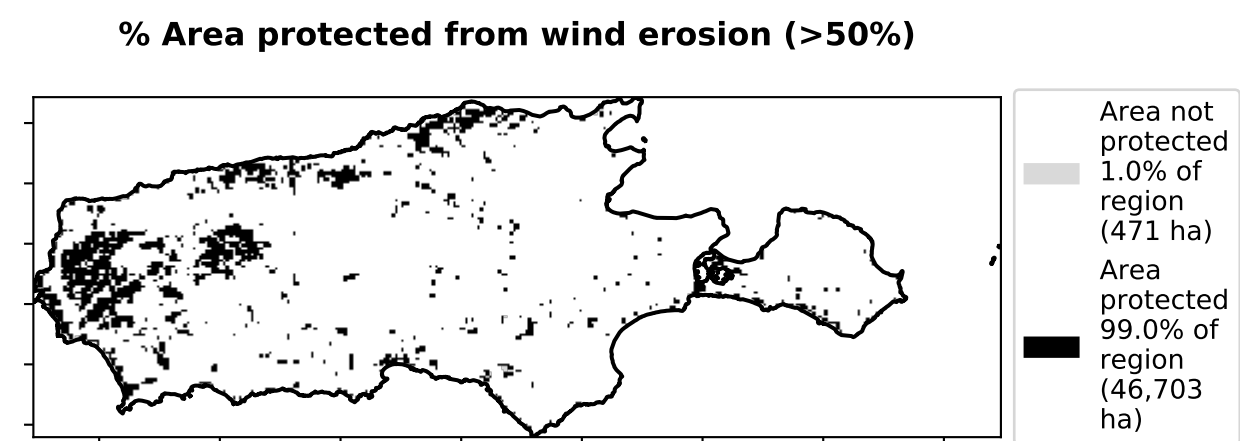 % Area protected from wind erosion (>50%)
Area not
protected
1.0% of
region
(471 ha)
Area
protected
99.0% of
region
(46,703
ha)